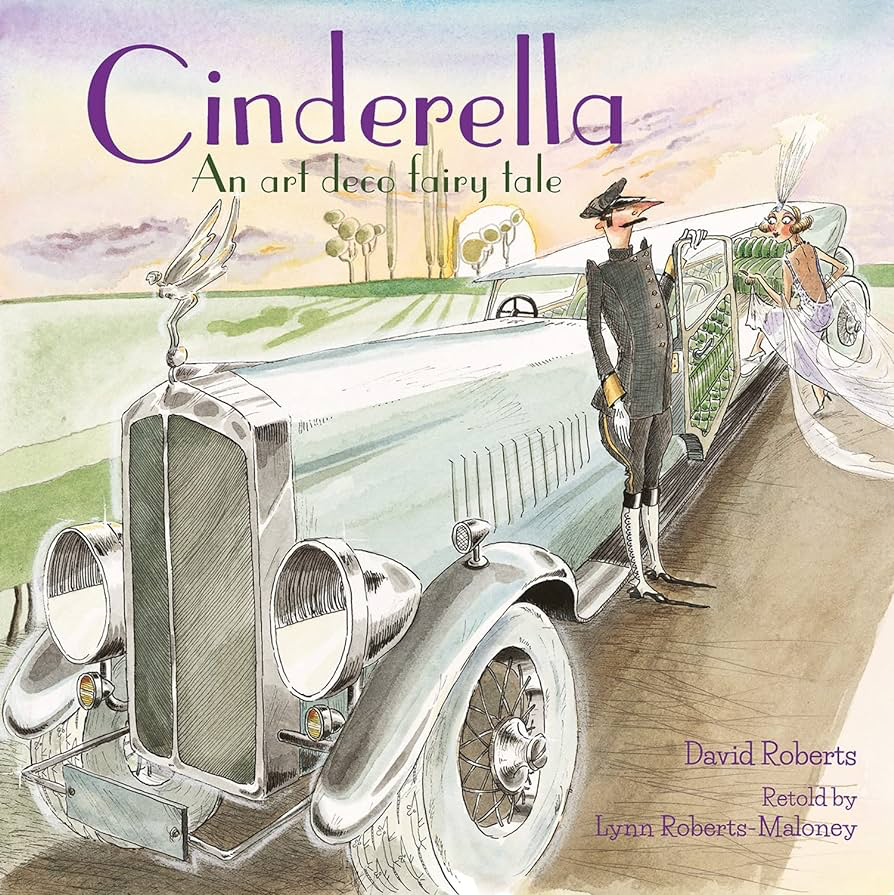 Cinderella
An art deco fairy tale
David Roberts
Retold by
Lynn Roberts-Maloney